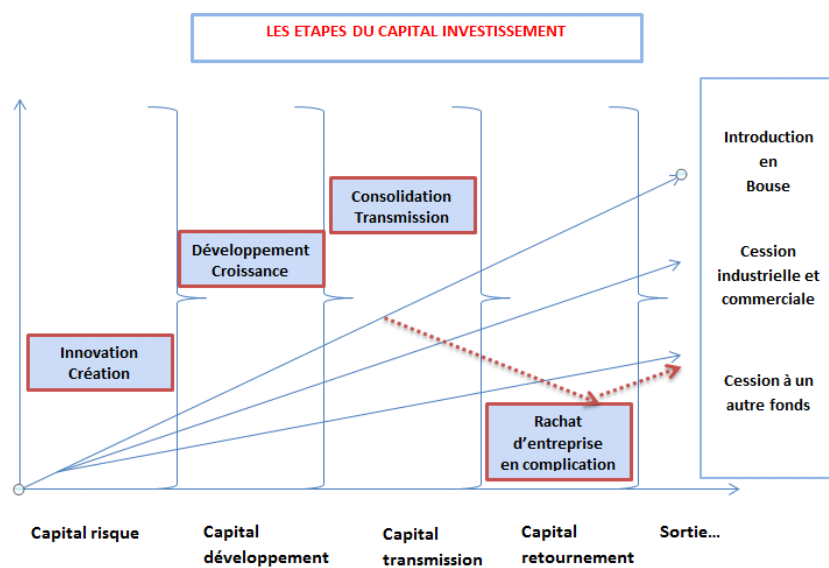 LES ETAPES DU CAPITAL INVESTISSEMENT
Introduction
en
Bouse
Consolidation
Transmission
Développement
Croissance
Cession
industrielle et
commerciale
Innovation
Création
Cession à un
autre fonds
Rachat
d'entreprise
en complication
Capital risque
Capital
développement
Capital
transmission
Capital
retournement
Sortie...